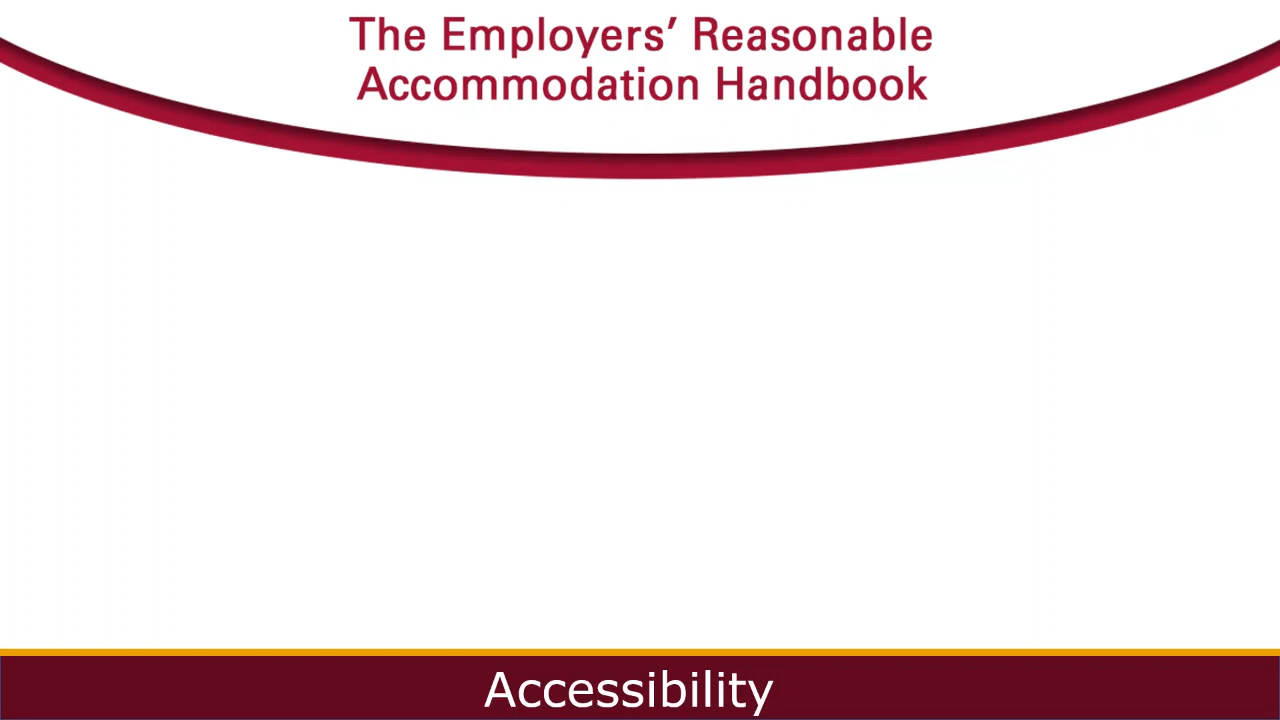 The Employers’ Reasonable
Accommodation Handbook
Accessibility